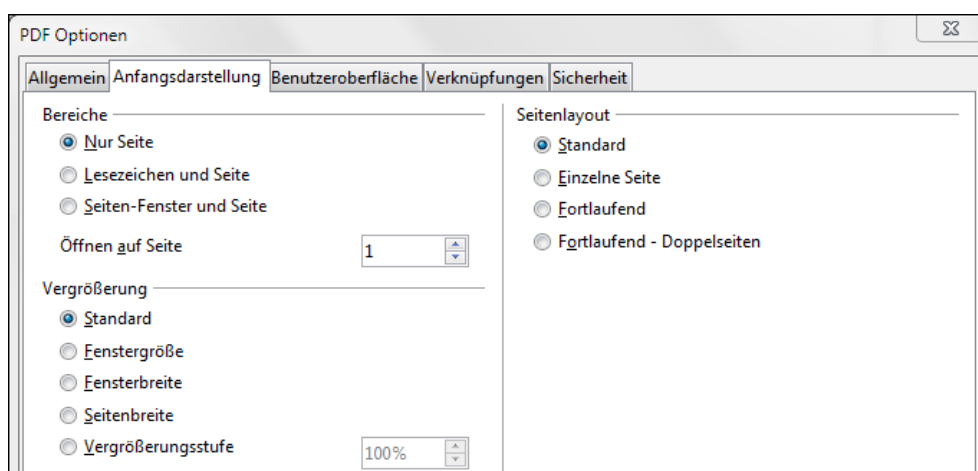 PDF Optionen
Allgemein Anfangsdarstellung Benutzeroberfläche Verknüpfungen Sicherheit
Bereiche
Nur Seite
Lesezeichen und Seite
Seiten-Fenster und Seite
Öffnen auf Seite 1
Vergrößerung
Standard
Fenstergröße
Fensterbreite
Seitenbreite
Vergrößerungsstufe 100%
Seitenlayout
Standard
Einzelne Seite
Fortlaufend
Fortlaufend - Doppelseiten